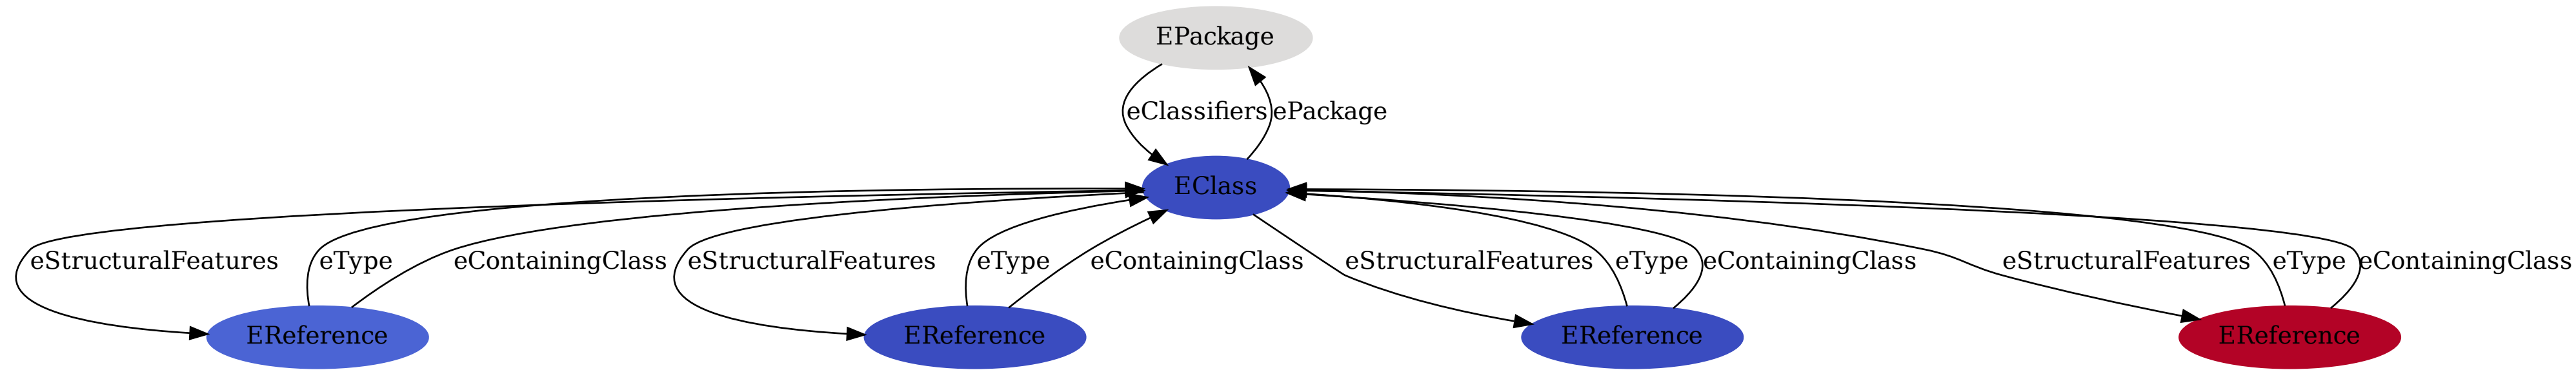 EPackage
eClassifiers
ePackage
EClass
eStructuralFeatures
eType
eContainingClass
eStructuralFeatures
eType
eContainingClass
eStructuralFeatures
eType
eContainingClass
eStructuralFeatures
eType
eContainingClass
EReference
EReference
EReference
EReference